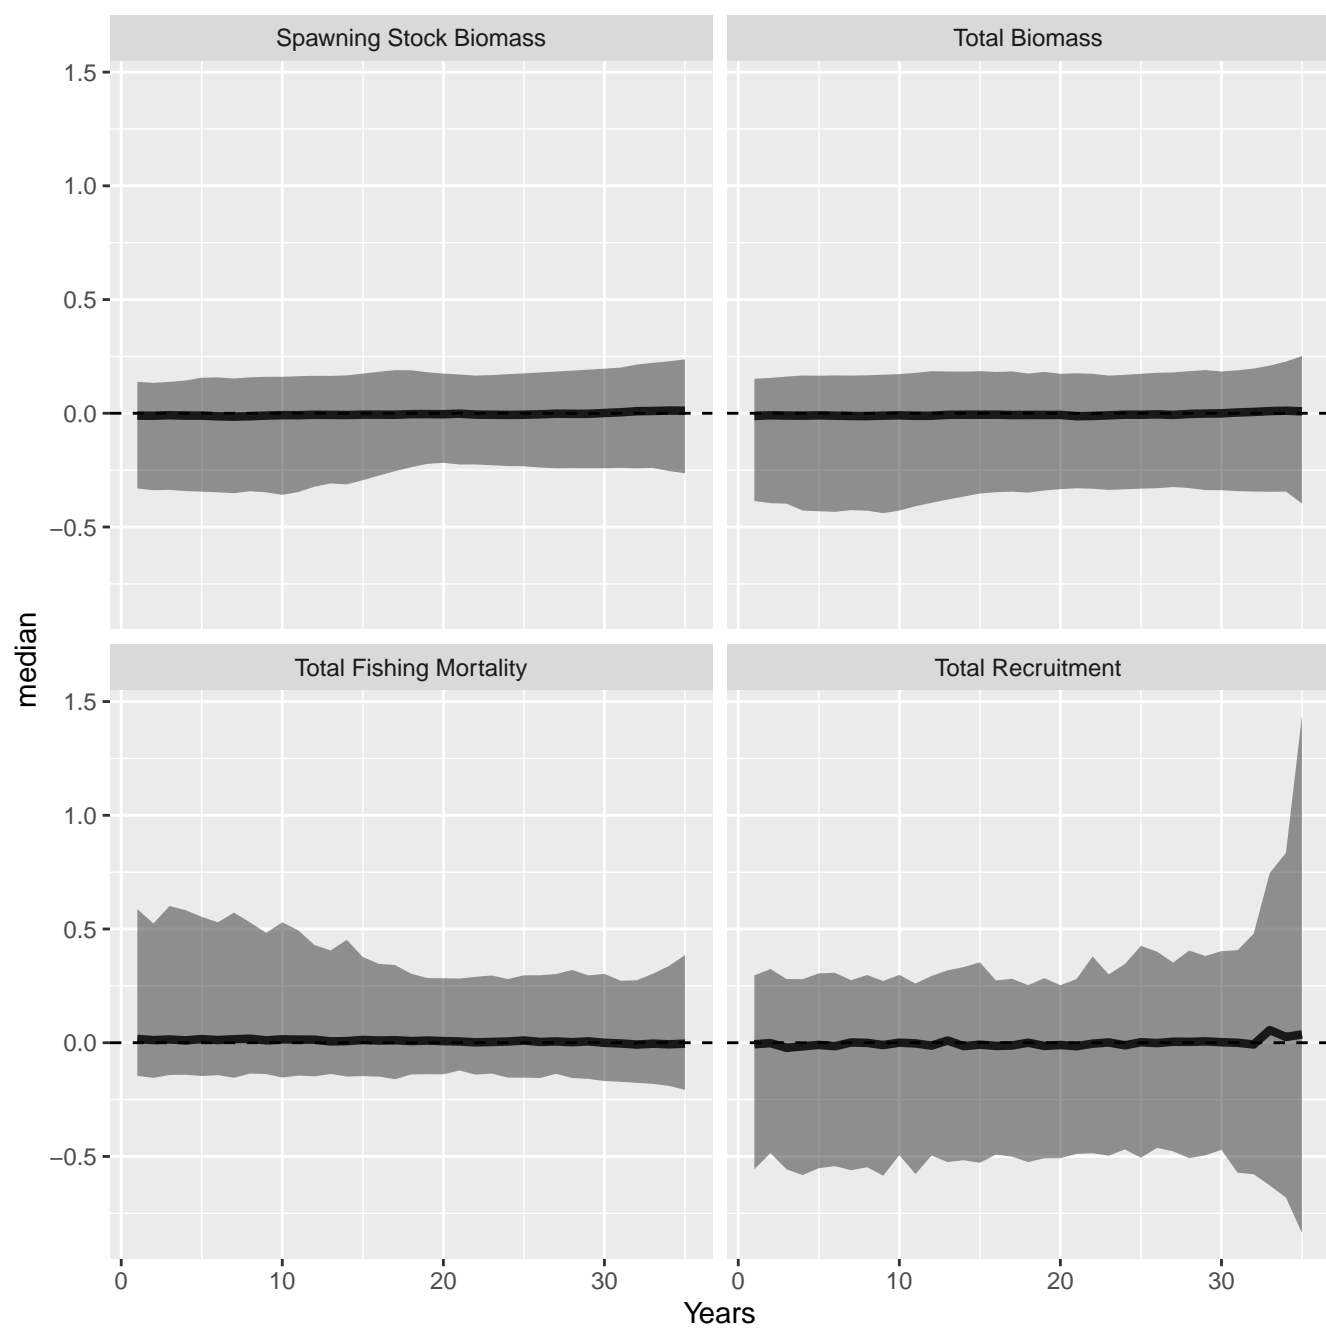 Spawning Stock Biomass
Total Biomass
1.5
1.0
0.5
0.0
−0.5
median
Total Fishing Mortality
Total Recruitment
1.5
1.0
0.5
0.0
−0.5
0 10 20 30
0 10 20 30
Years